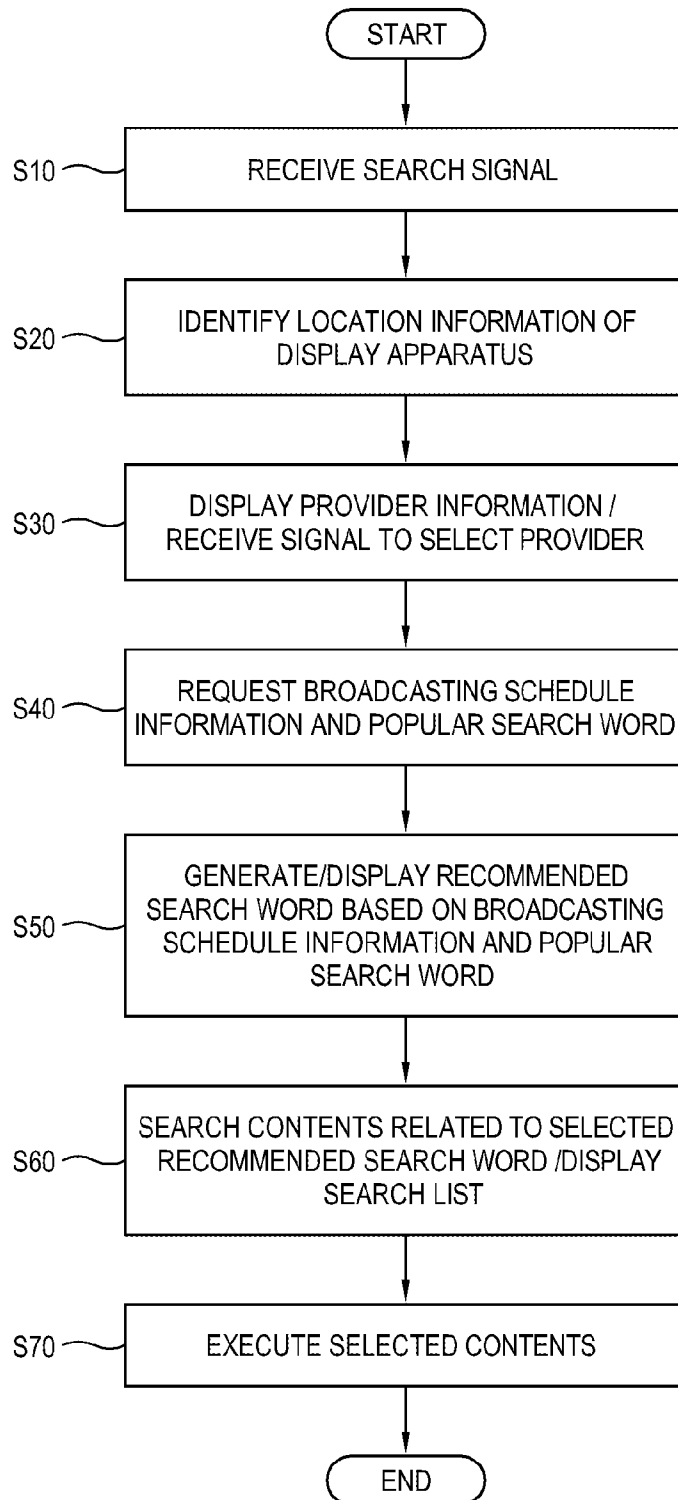 START
S10
RECEIVE SEARCH SIGNAL
S20
IDENTIFY LOCATION INFORMATION OF
DISPLAY APPARATUS
S30
DISPLAY PROVIDER INFORMATION /
RECEIVE SIGNAL TO SELECT PROVIDER
S40
REQUEST BROADCASTING SCHEDULE
INFORMATION AND POPULAR SEARCH WORD
S50
GENERATE/DISPLAY RECOMMENDED
SEARCH WORD BASED ON BROADCASTING
SCHEDULE INFORMATION AND POPULAR
SEARCH WORD
S60
SEARCH CONTENTS RELATED TO SELECTED
RECOMMENDED SEARCH WORD /DISPLAY
SEARCH LIST
S70
EXECUTE SELECTED CONTENTS
END